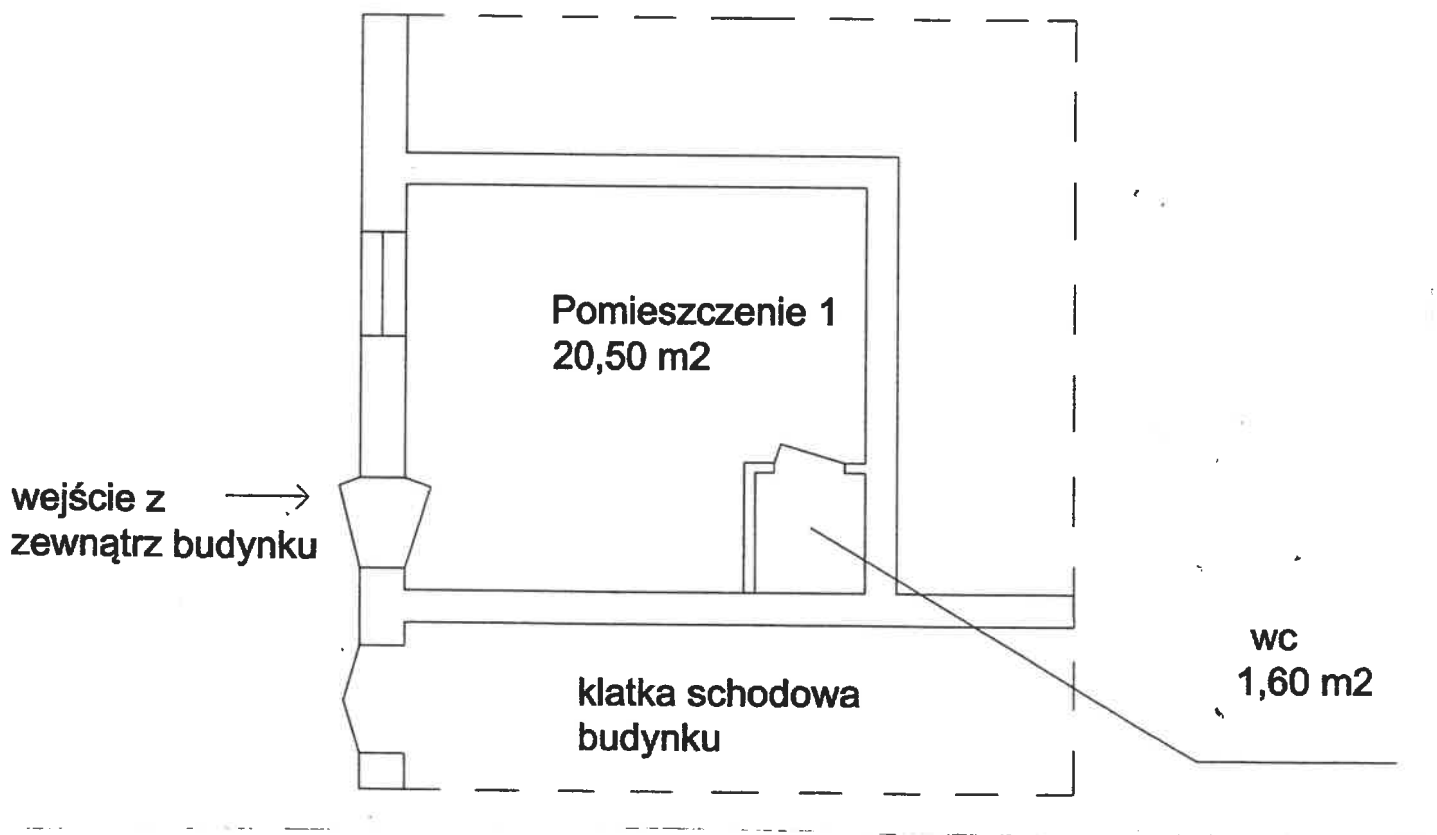 Pomieszczenie 1
20,50 m2
wejście z
zewnątrz budynku
wc
1,60 m2
klatka schodowa
budynku